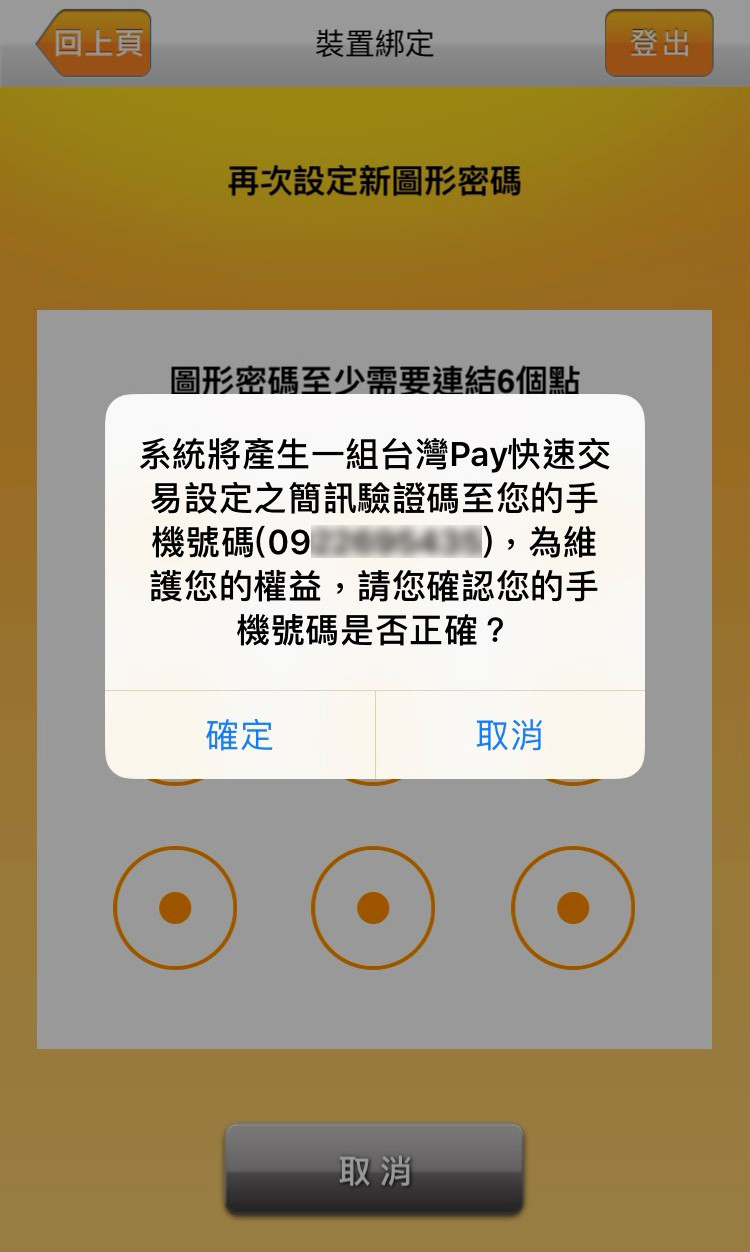 回上頁
裝置綁定
登出
再次設定新圖形密碼
圖形密碼至少需要連結6個點
系統將產生一組台灣Pay快速交
易設定之簡訊驗證碼至您的手
機號碼(09),為維
護您的權益,請您確認您的手
機號碼是否正確?
確定
取消
取消